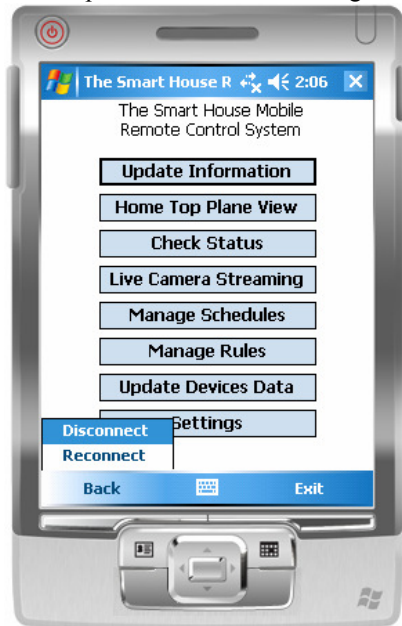 The Smart House R 2:06
The Smart House Mobile
Remote Control System
Update Information
Home Top Plane View
Check Status
Live Camera Streaming
Manage Schedules
Manage Rules
Update Devices Data
Settings
Disconnect
Reconnect
Back Exit